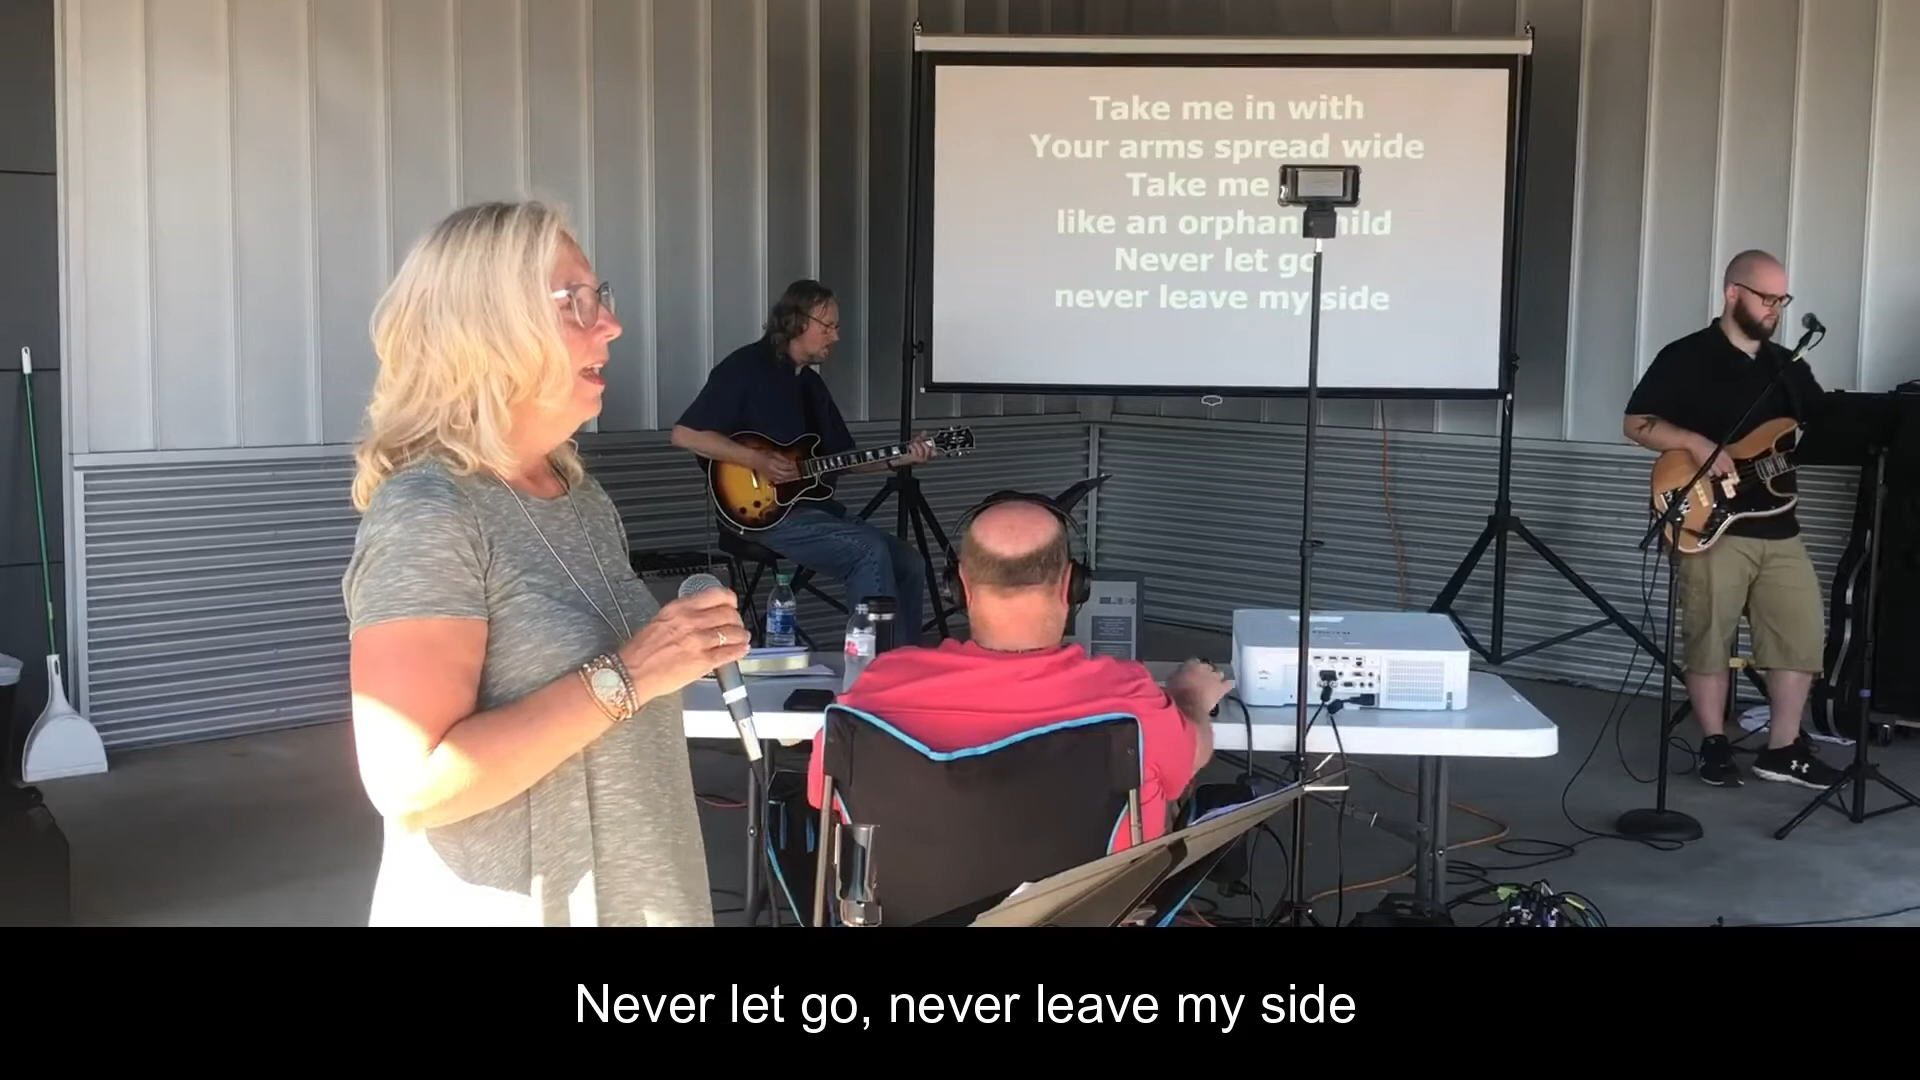 Take me in with
Your arms spread wide
Take me
like an orphan
Never let go
never leave my side
Never let go, never leave my side